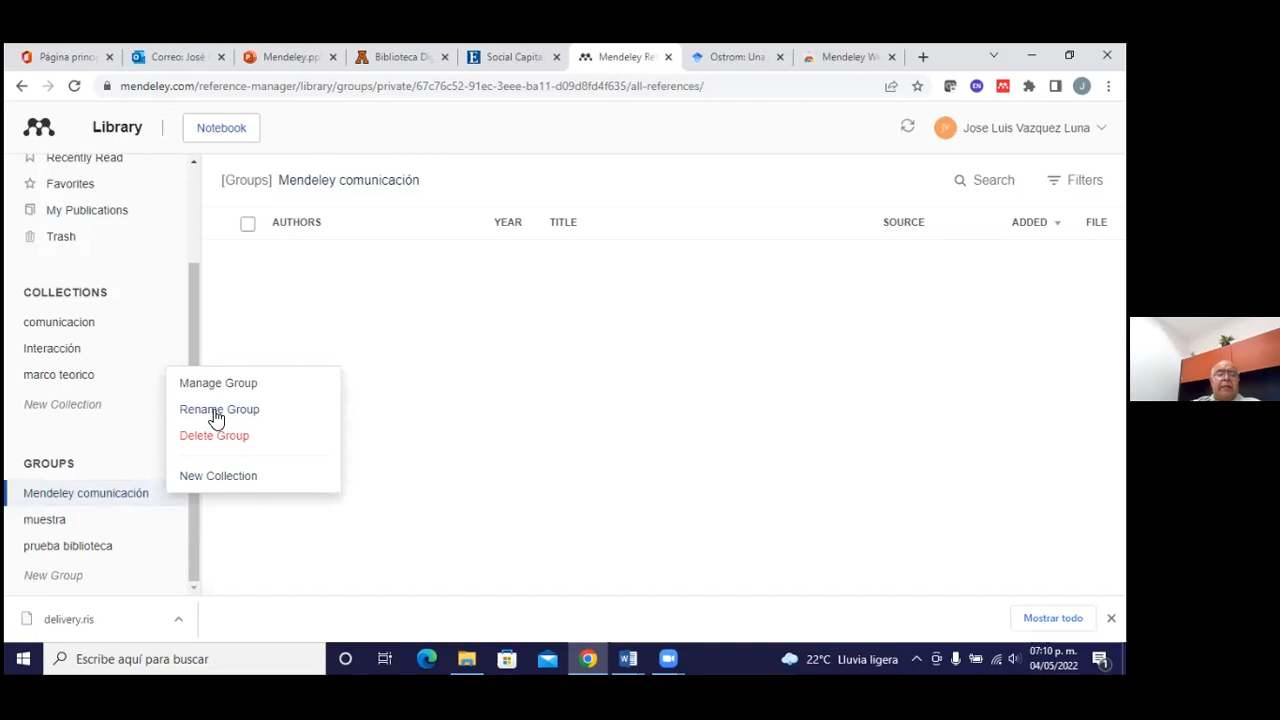 Página princ
Correo: José
Mendeley.pp
Biblioteca Di
Social Capita
Mendeley Re
Ostrom: Una
Mendeley W
mendeley.com/reference-manager/library/groups/private/67c76c52-91ec-3eee-ba11-d09d8fd4f635/all-references/
EN
J
Library
Notebook
Jose Luis Vazquez Luna
Recently Read
Favorites
My Publications
Trash
[Groups] Mendeley comunicación
Search
Filters
AUTHORS YEAR TITLE SOURCE ADDED FILE
COLLECTIONS
comunicacion
Interacción
marco teorico
New Collection
Manage Group
Rename Group
Delete Group
New Collection
GROUPS
Mendeley comunicación
muestra
prueba biblioteca
New Group
delivery.ris
Mostrar todo
Escribe aquí para buscar
22°C Lluvia ligera
07:10 p. m.
04/05/2022
1